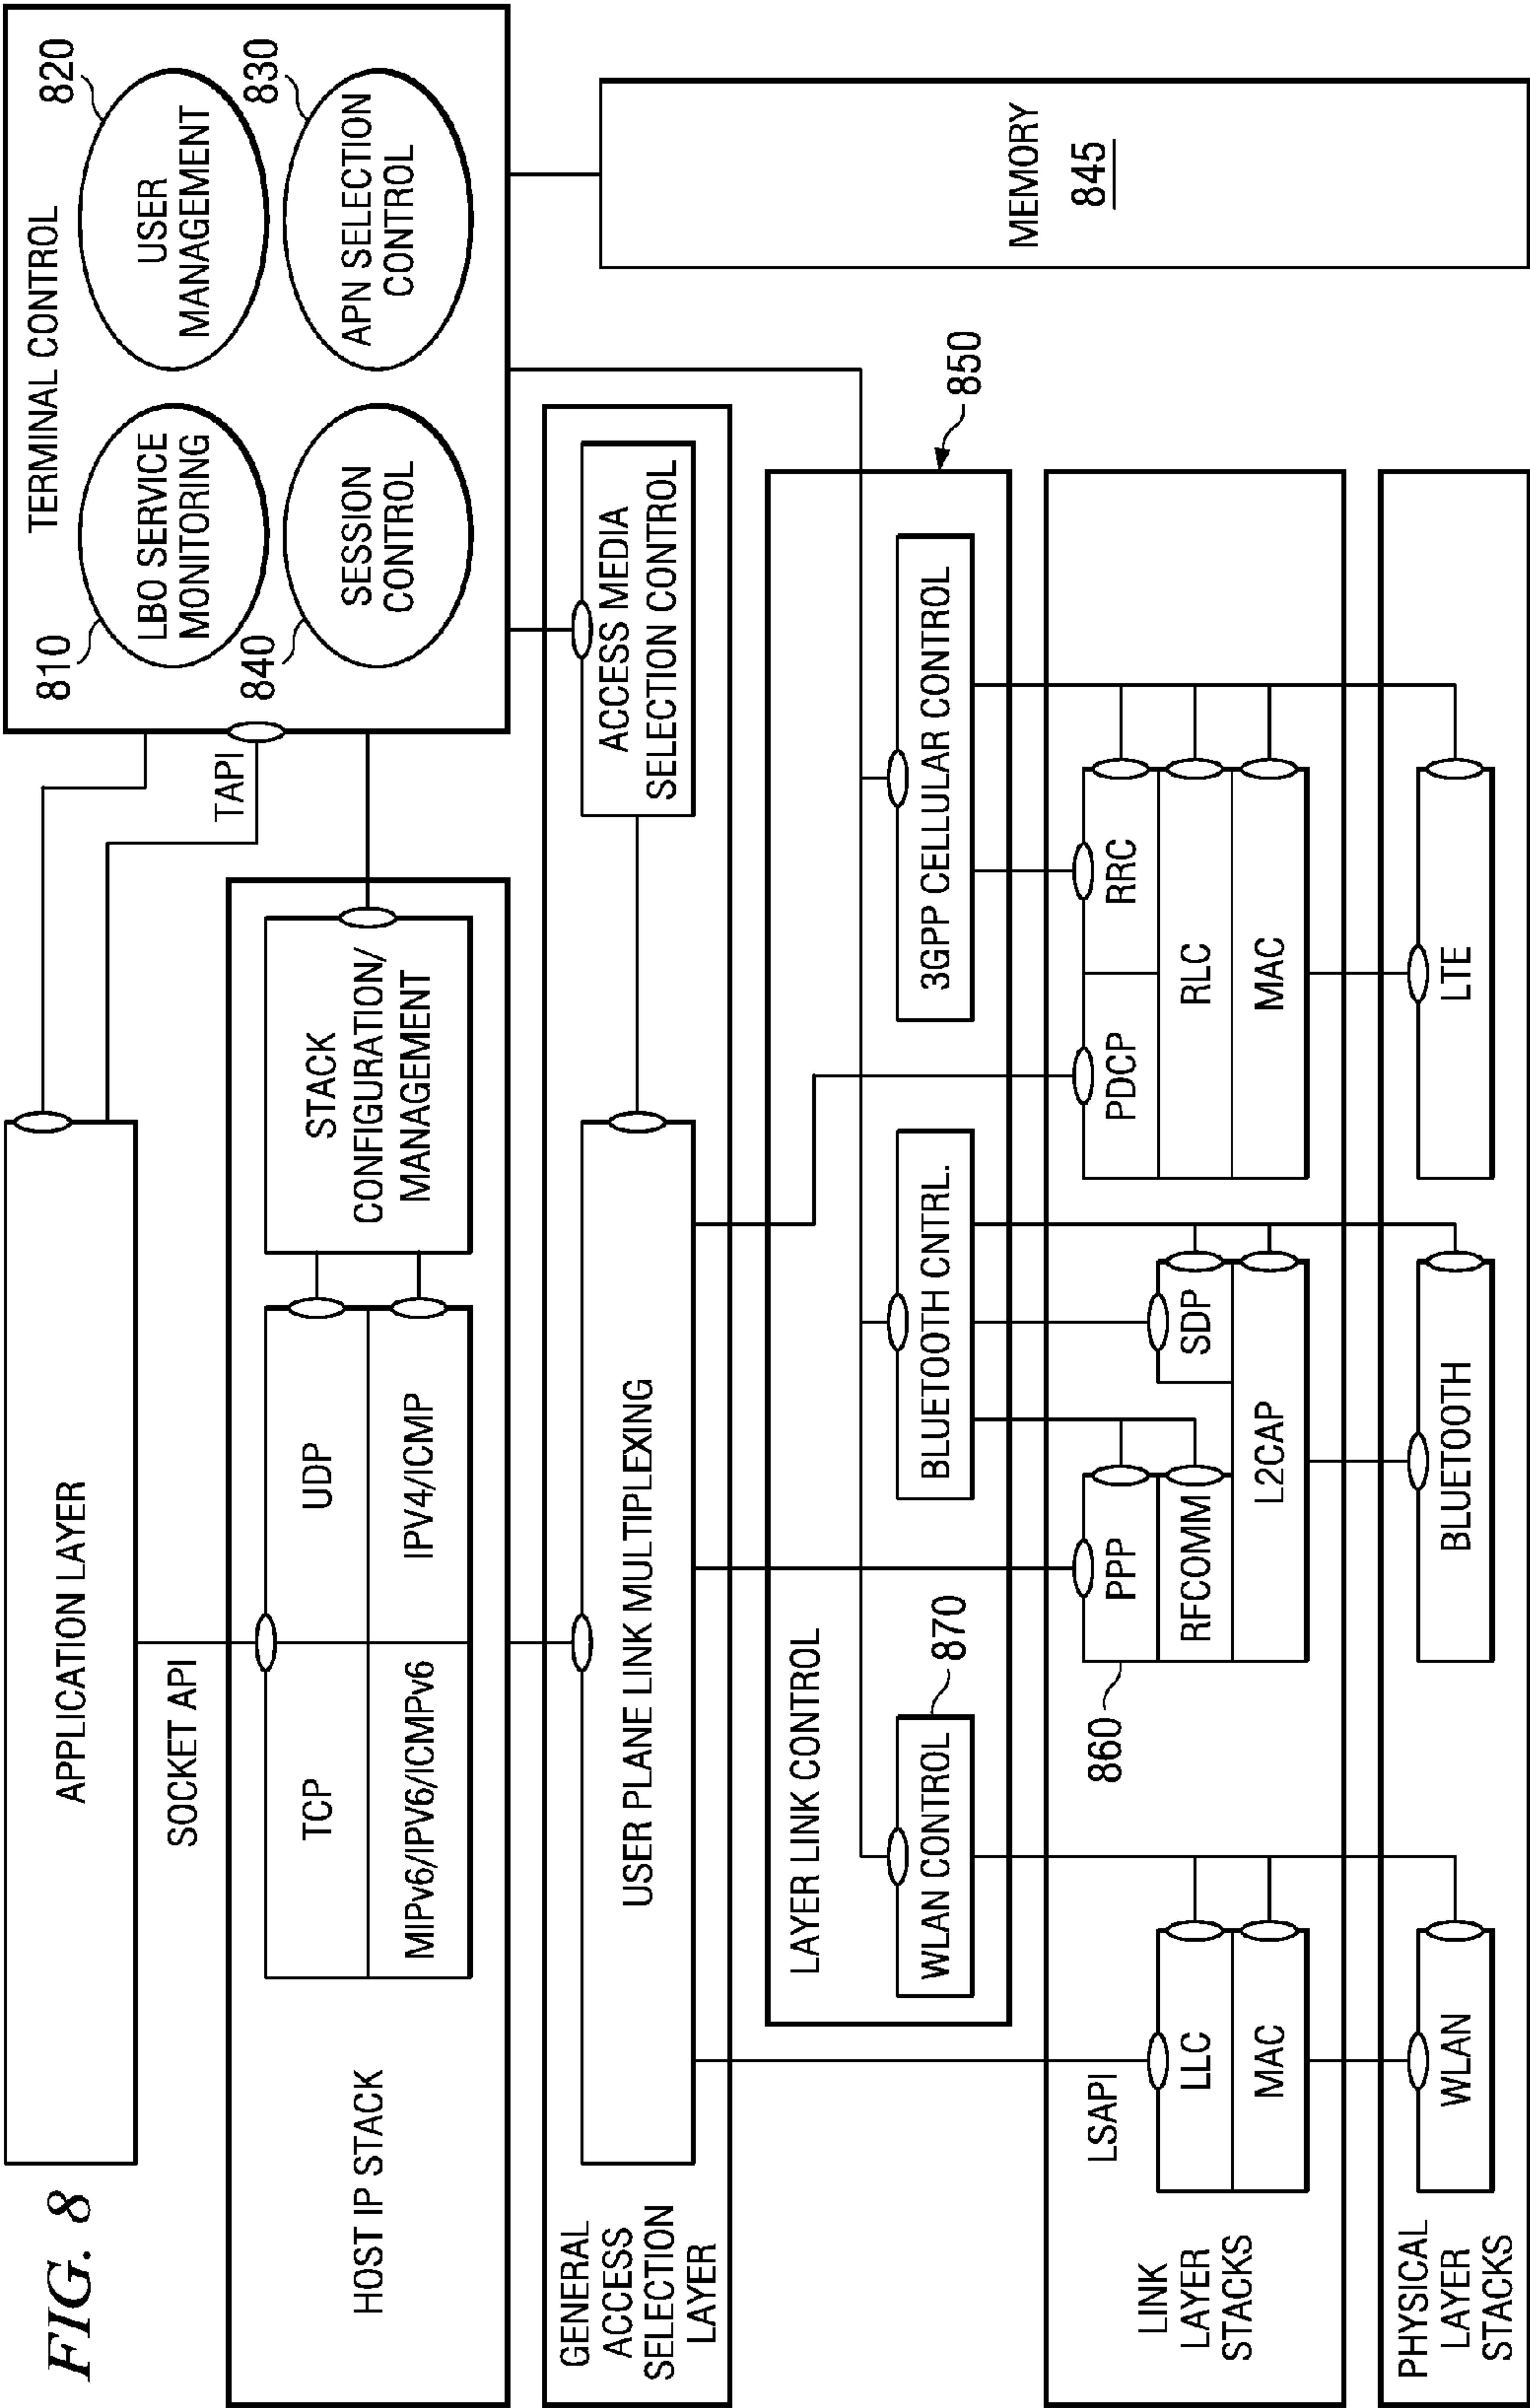 FIG. 8
APPLICATION LAYER
SOCKET API
TAPI
TERMINAL CONTROL
810
LBO SERVICE
MONITORING
820
USER
MANAGEMENT
840
SESSION
CONTROL
830
APN SELECTION
CONTROL
HOST IP STACK
TCP
UDP
MIPv6/IPV6/ICMPv6
IPV4/ICMP
STACK
CONFIGURATION/
MANAGEMENT
GENERAL
ACCESS
SELECTION
LAYER
USER PLANE LINK MULTIPLEXING
ACCESS MEDIA
SELECTION CONTROL
MEMORY
845
LAYER LINK CONTROL
850
WLAN CONTROL
870
BLUETOOTH CNTRL.
3GPP CELLULAR CONTROL
LINK
LAYER
STACKS
LSAPI
LLC
MAC
860
PPP
RFCOMM
SDP
L2CAP
PDCP
RRC
RLC
MAC
PHYSICAL
LAYER
STACKS
WLAN
BLUETOOTH
LTE